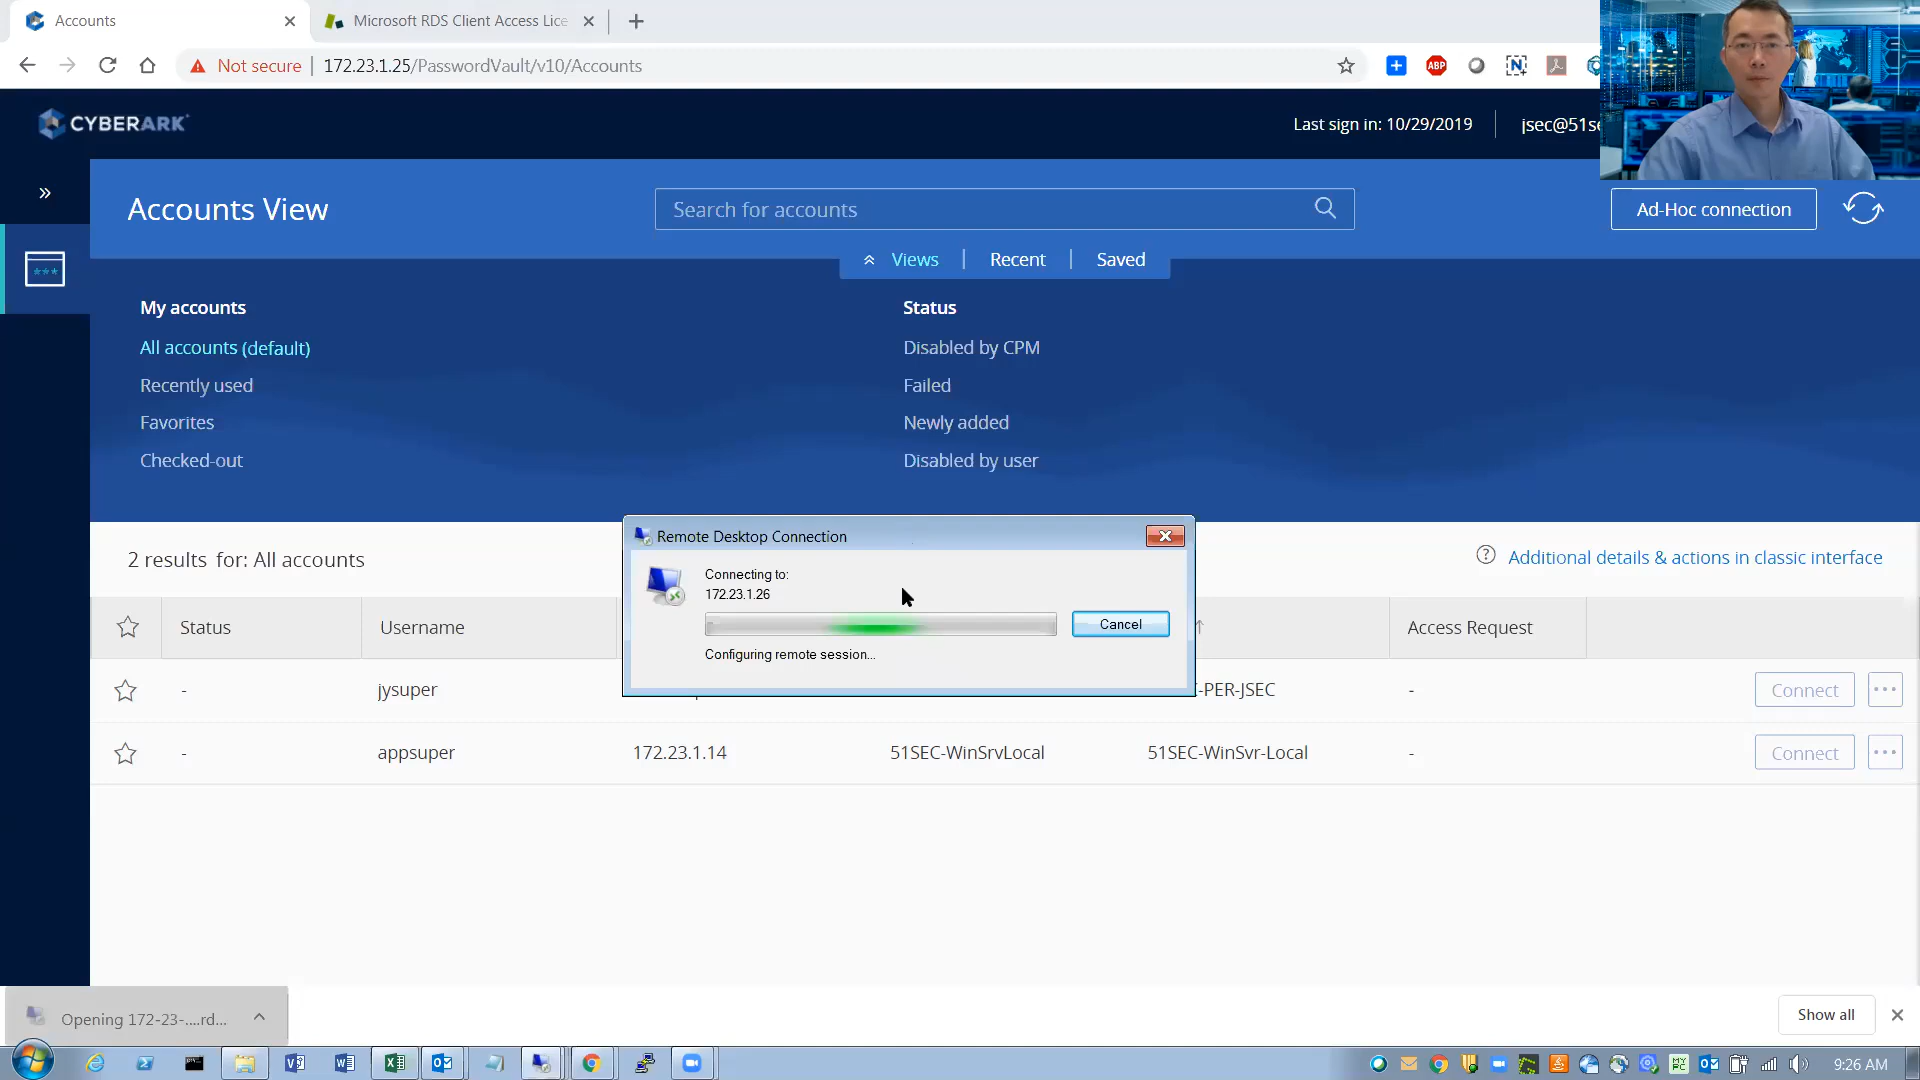 Accounts
Microsoft RDS Client Access Lice
Not secure
172.23.1.25/PasswordVault/v10/Accounts
ABP
CYBERARK
Last sign in: 10/29/2019
jsec@51se
Accounts View
Search for accounts
Ad-Hoc connection
Views
Recent
Saved
My accounts
Status
All accounts (default)
Disabled by CPM
Recently used
Failed
Favorites
Newly added
Checked-out
Disabled by user
2 results for: All accounts
Additional details & actions in classic interface
Remote Desktop Connection
Connecting to:
172.23.1.26
Cancel
Configuring remote session...
Status
Username
Access Request
-
jysuper
-PER-JSEC
-
Connect
-
appsuper
172.23.1.14
51SEC-WinSrvLocal
51SEC-WinSvr-Local
-
Connect
Opening 172-23-....rd...
Show all
9:26 AM